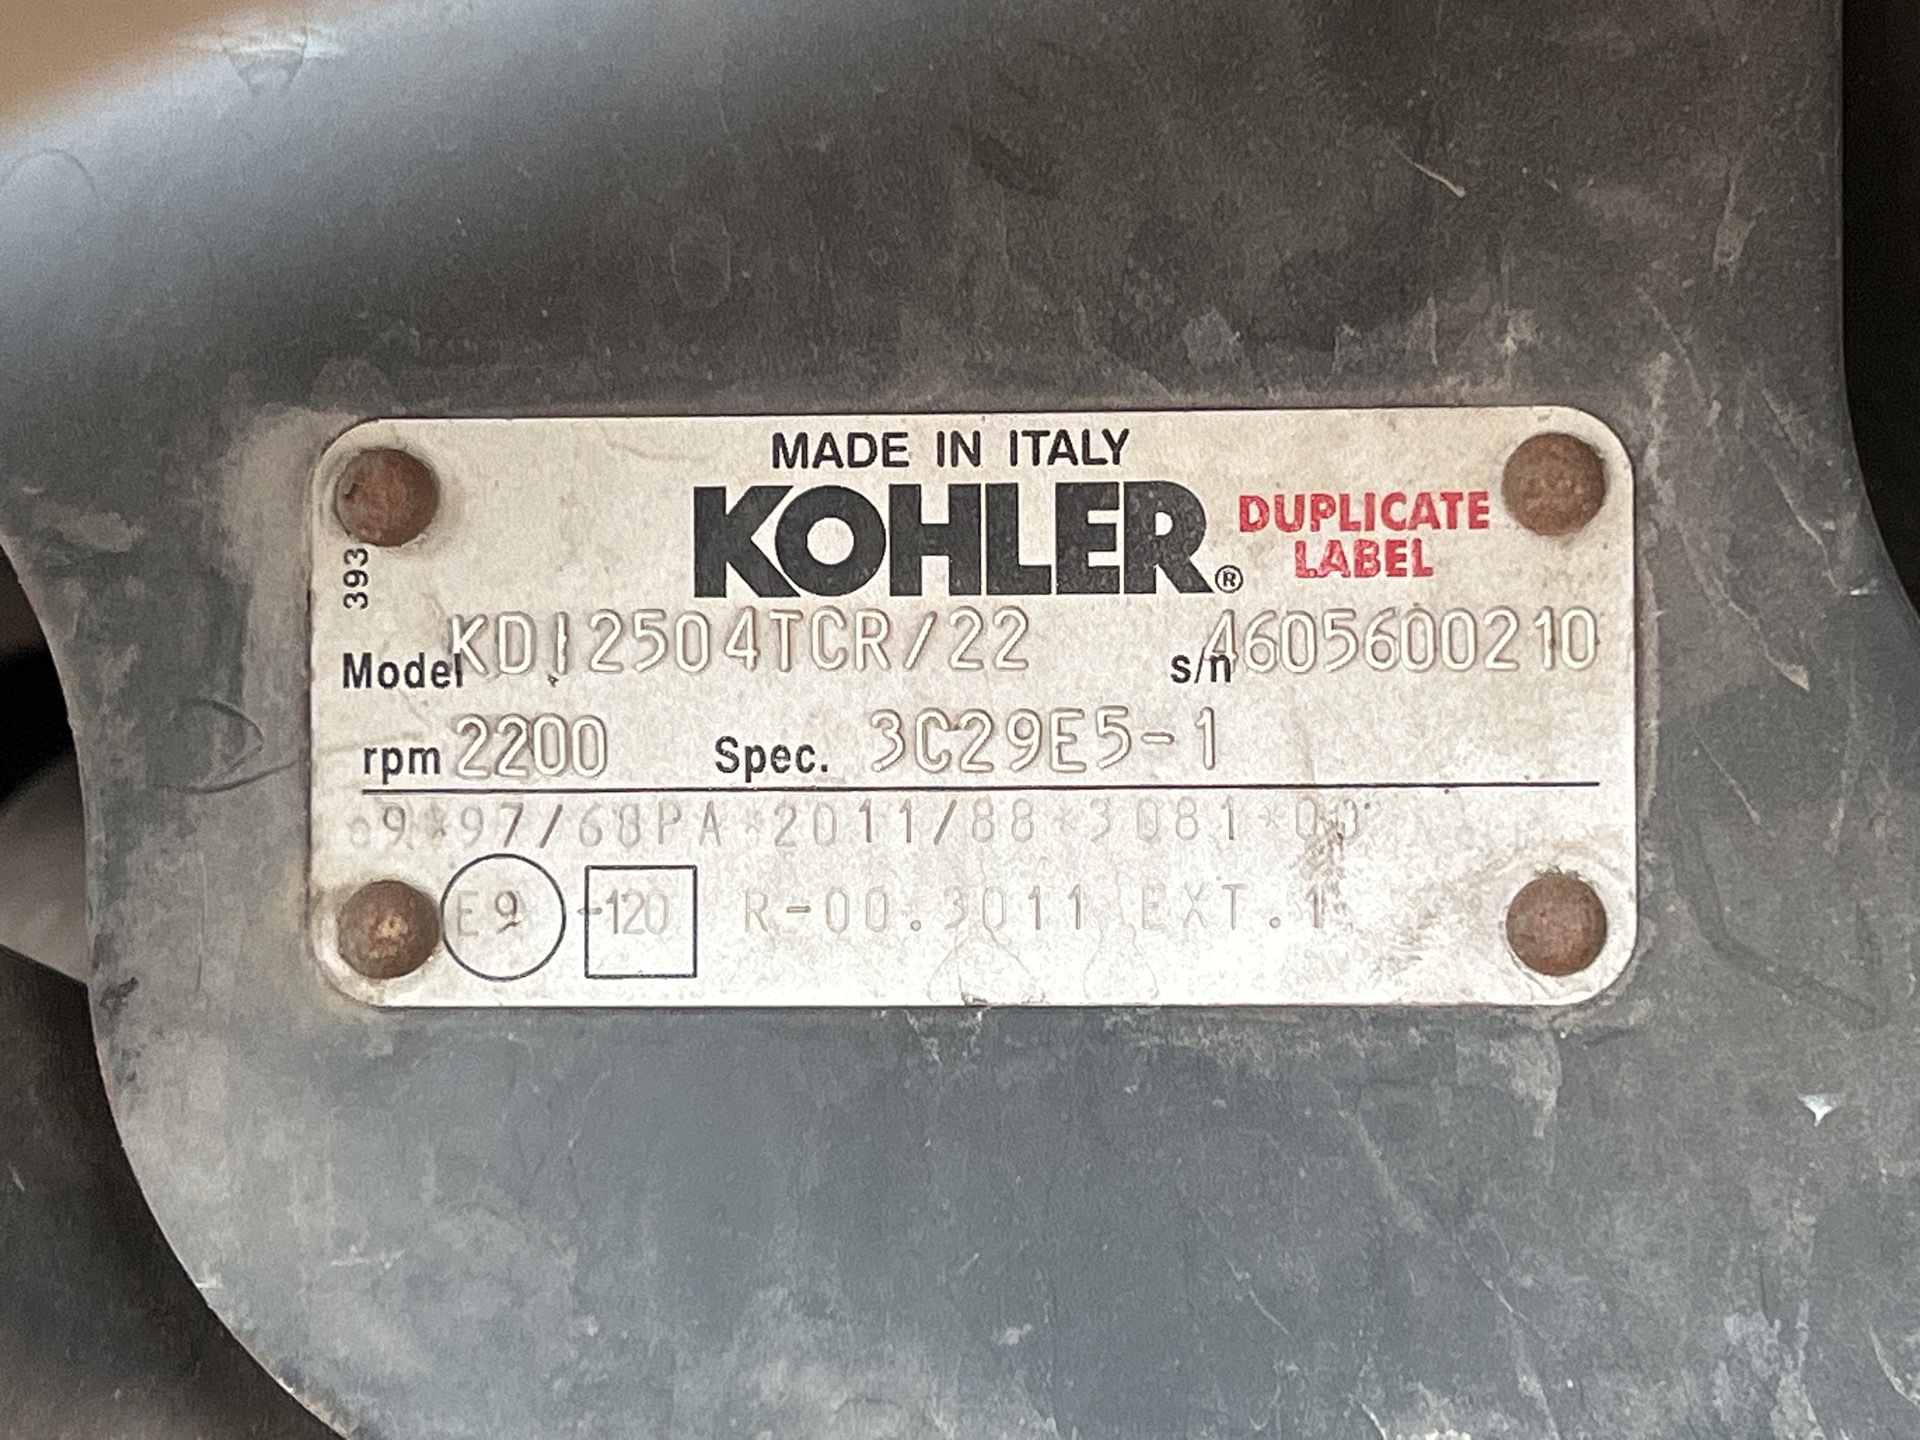 MADE IN ITALY
KOHLER®
DUPLICATE
LABEL
393
Model KDI2504TCR/22 s/n 4605600210
rpm 2200 Spec. 3C29E5-1
e9*97/68PA*2011/88*3081*00
E9 -120 R-00.3011 EXT.1